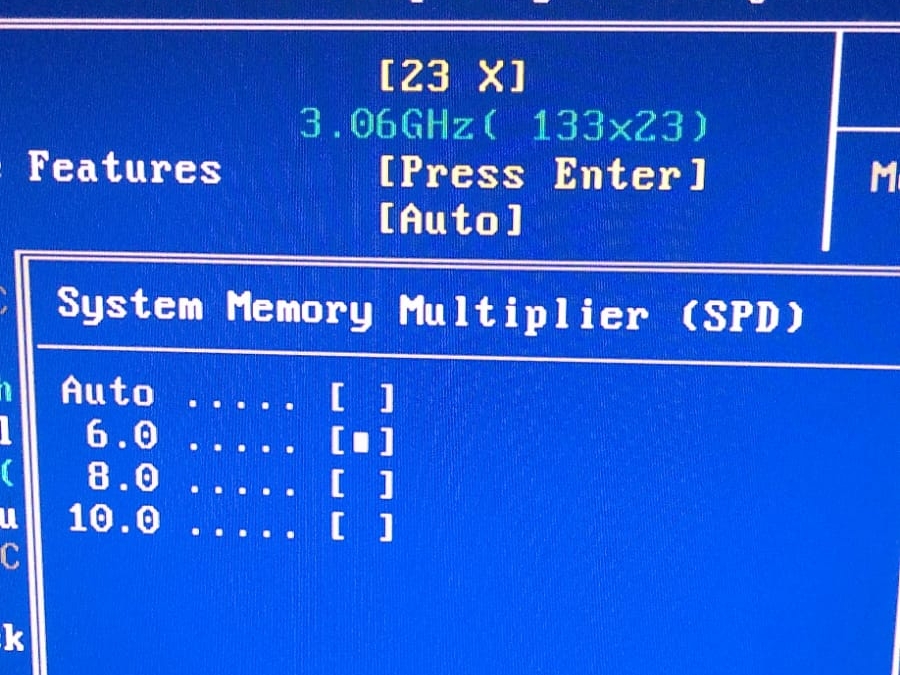 [23 X]
3.06GHz( 133x23)
Features [Press Enter]
[Auto]
System Memory Multiplier (SPD)
Auto ..... [ ]
6.0 ..... [■]
8.0 ..... [ ]
10.0 ..... [ ]